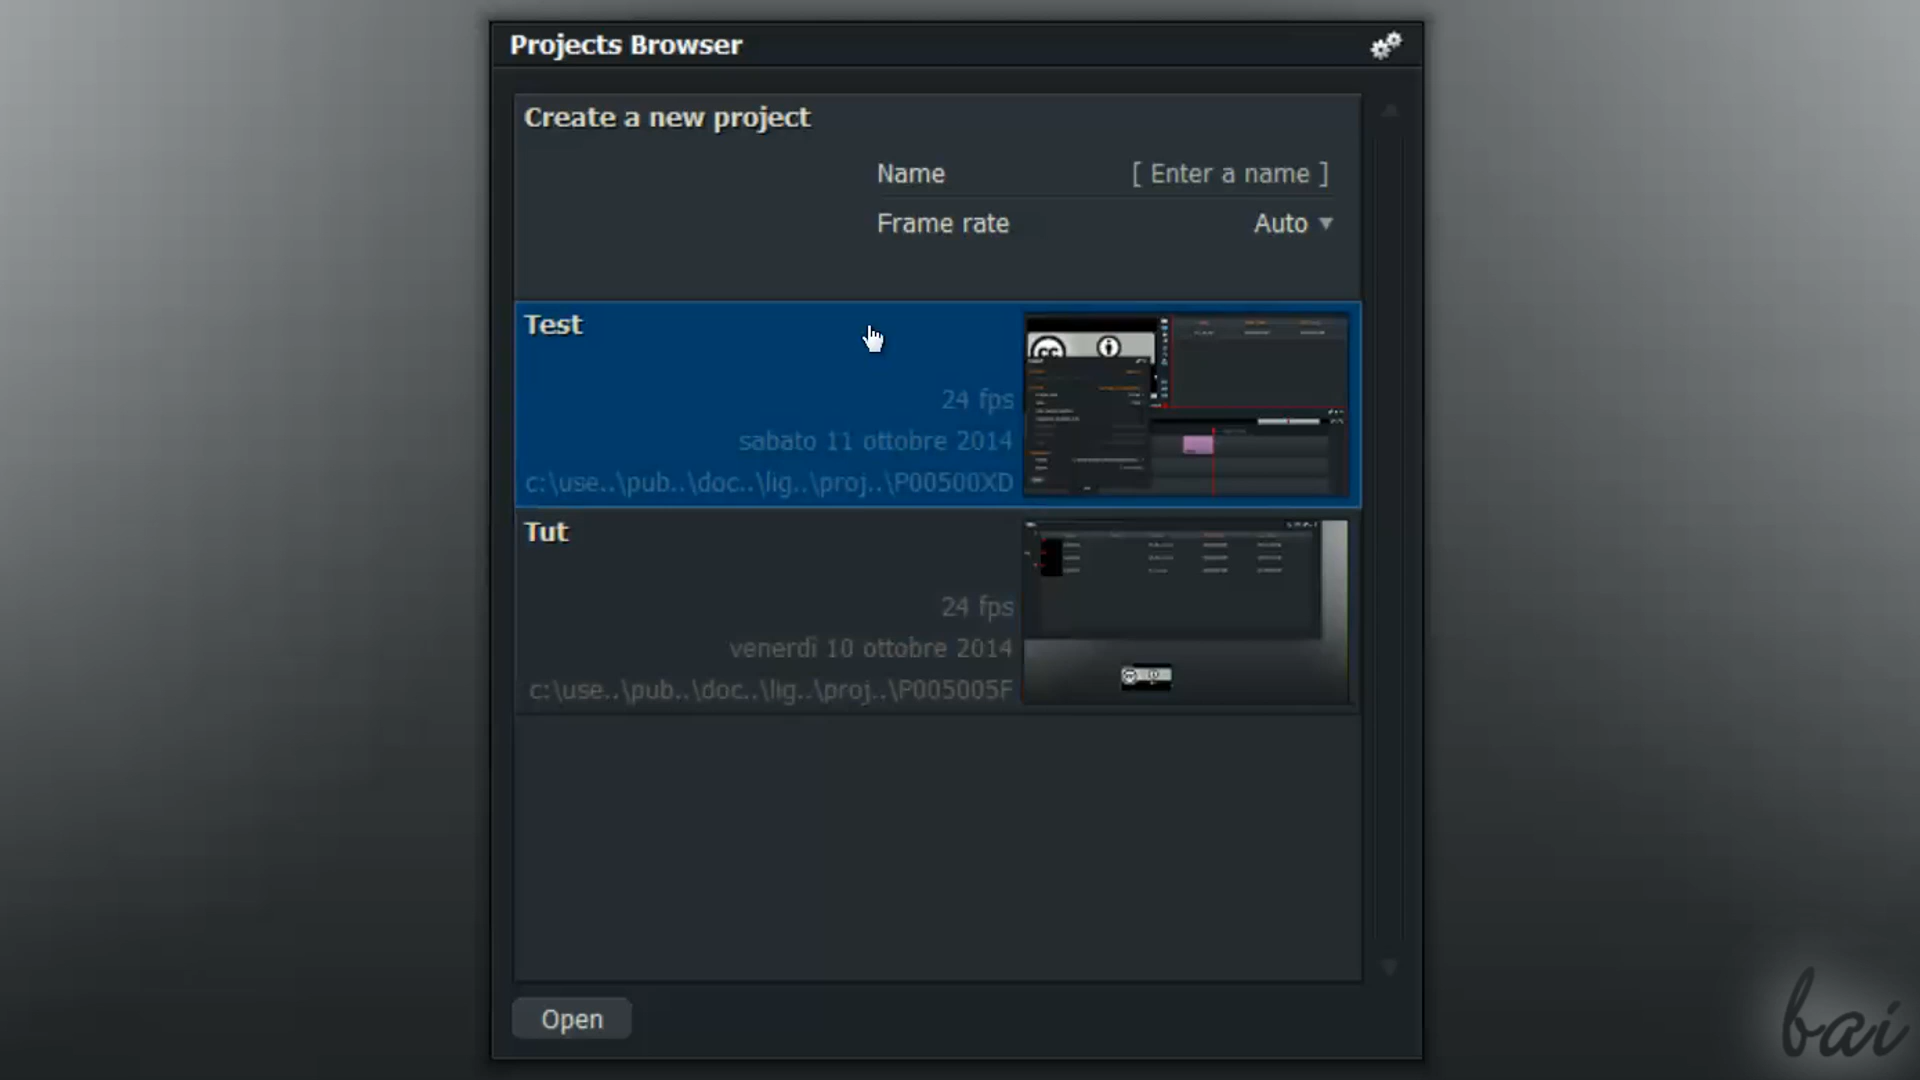 Projects Browser
Create a new project
Name [ Enter a name ]
Frame rate Auto
Test
24 fps
sabato 11 ottobre 2014
c:\use..\pub..\doc..\lig..\proj..\P00500XD
Tut
24 fps
venerdì 10 ottobre 2014
c:\use..\pub..\doc..\lig..\proj..\P005005F
Open
bai